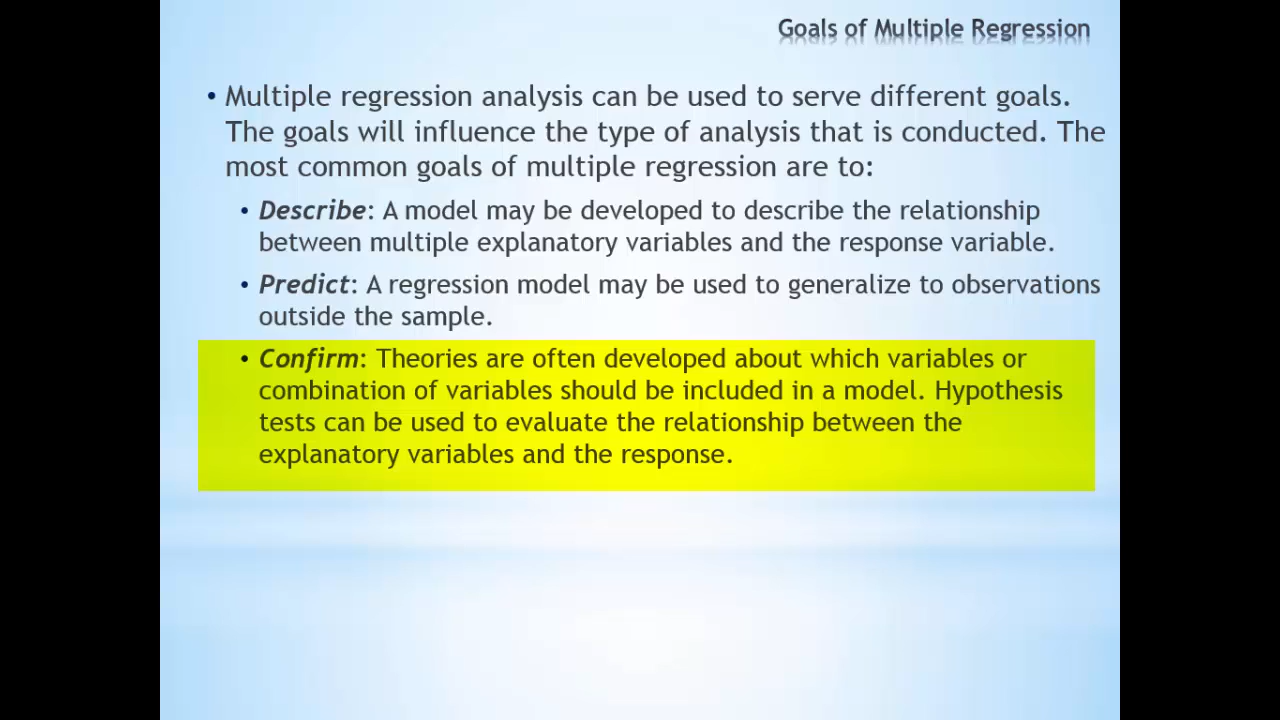 Goals of Multiple Regression
• Multiple regression analysis can be used to serve different goals.
The goals will influence the type of analysis that is conducted. The
most common goals of multiple regression are to:
• Describe: A model may be developed to describe the relationship
between multiple explanatory variables and the response variable.
• Predict: A regression model may be used to generalize to observations
outside the sample.
• Confirm: Theories are often developed about which variables or
combination of variables should be included in a model. Hypothesis
tests can be used to evaluate the relationship between the
explanatory variables and the response.